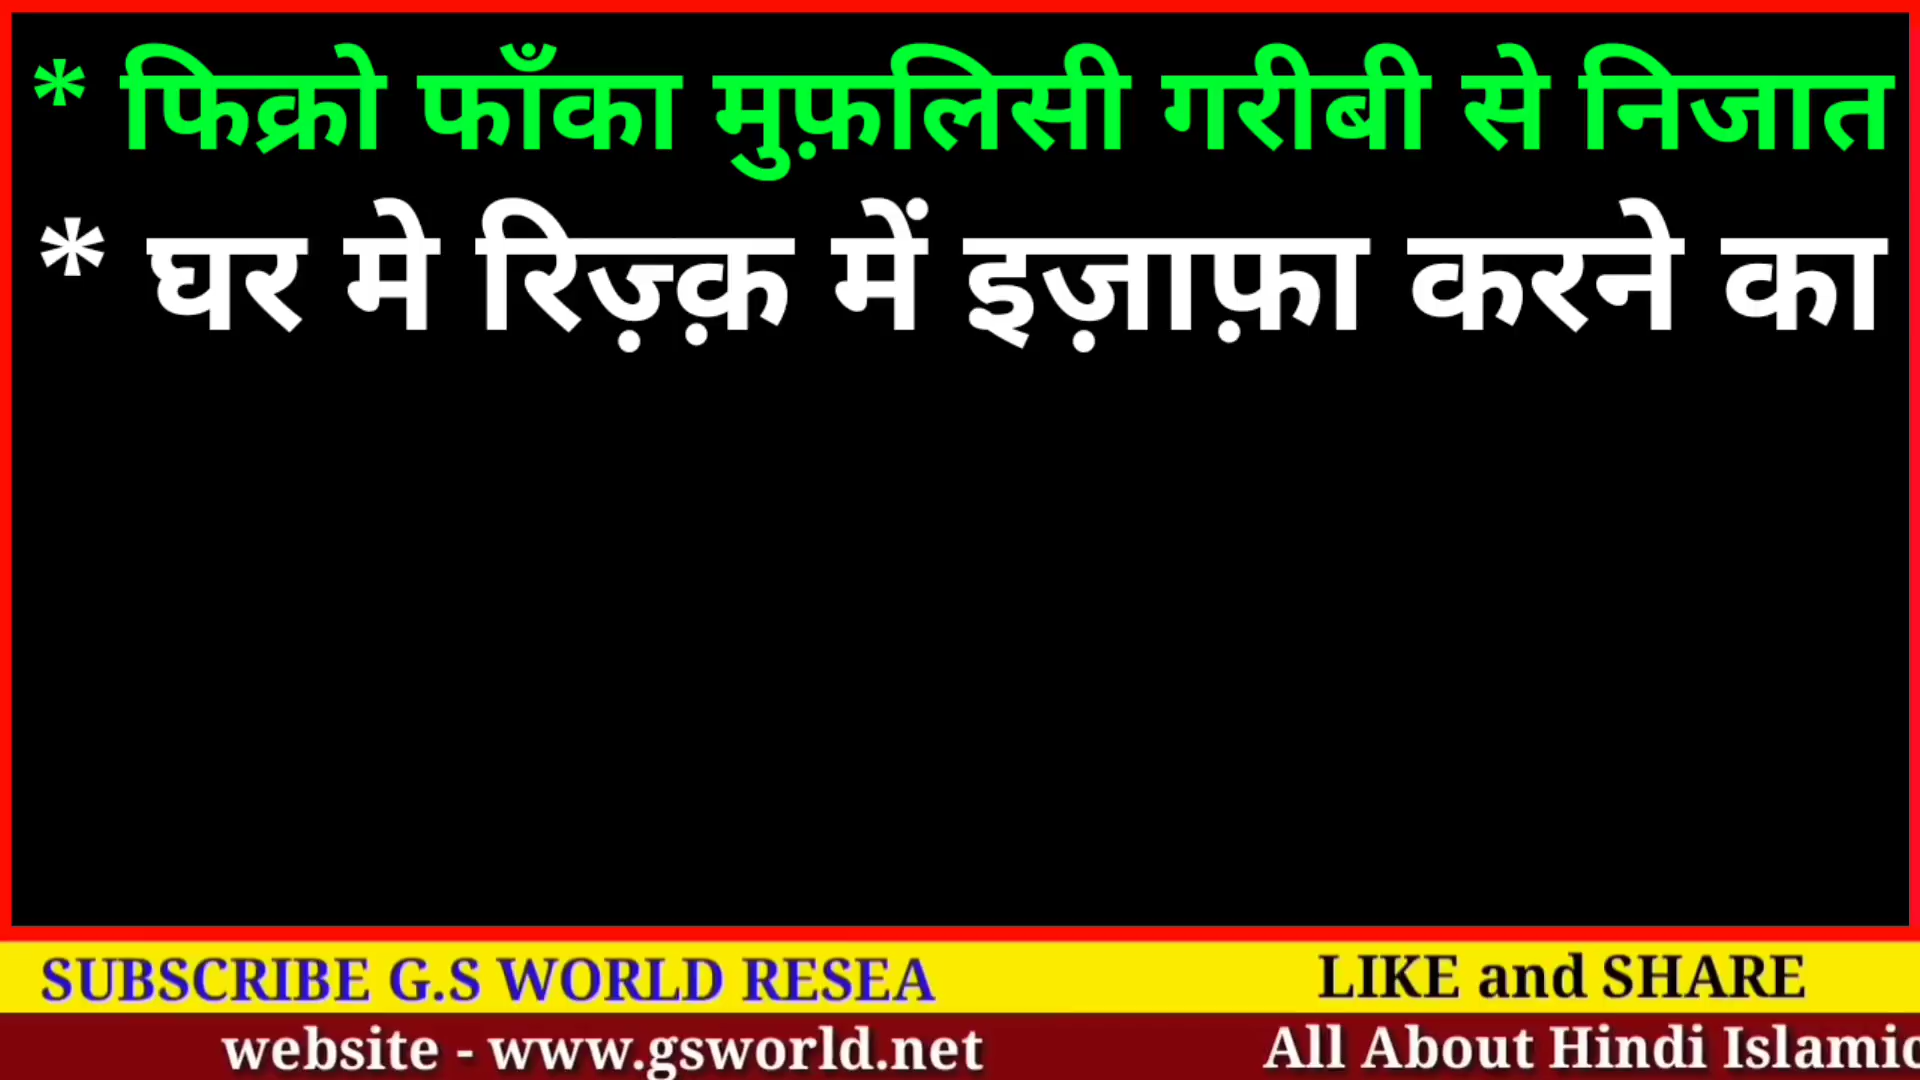 * फिक्रो फाँका मुफ़लिसी गरीबी से निजात
* घर मे रिज़्क़ में इज़ाफ़ा करने का
SUBSCRIBE G.S WORLD RESEA
LIKE and SHARE
website - www.gsworld.net
All About Hindi Islamic